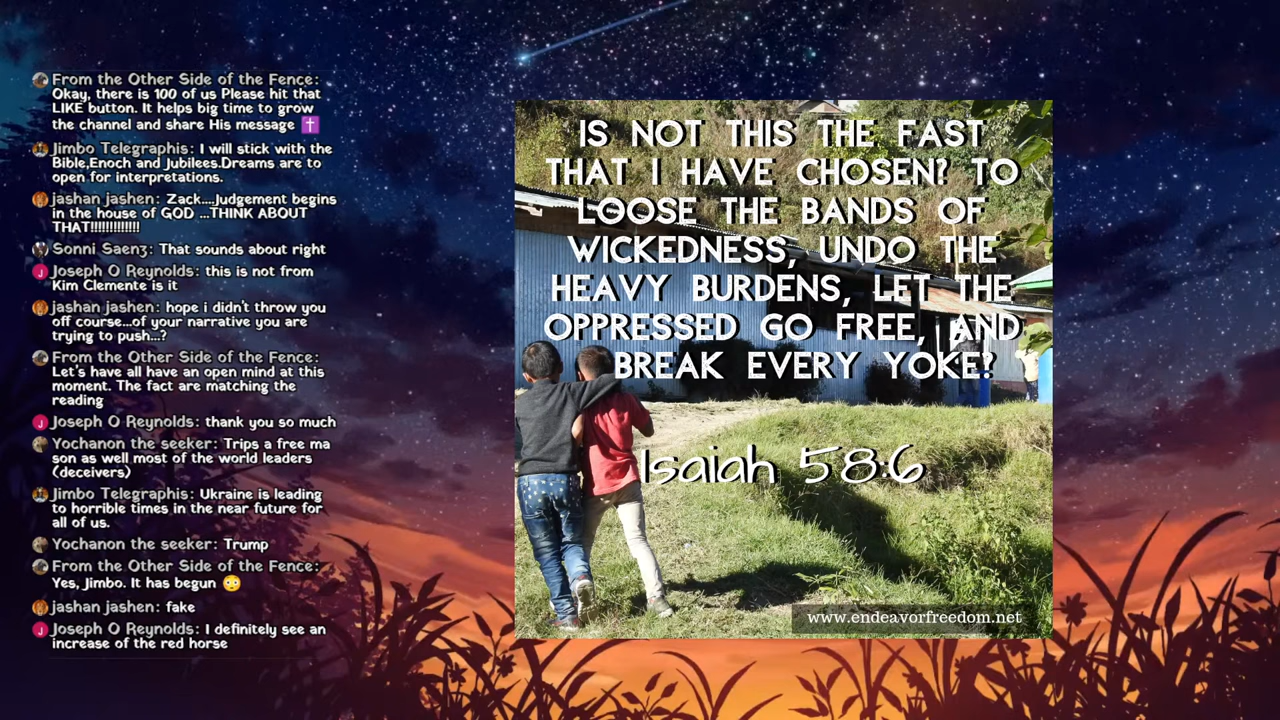 From the Other Side of the Fence:
Okay, there is 100 of us Please hit that
LIKE button. It helps big time to grow
the channel and share His message ✝️
Jimbo Telegraphis: I will stick with the
Bible,Enoch and Jubilees.Dreams are to
open for interpretations.
jashan jashen: Zack....Judgement begins
in the house of GOD ...THINK ABOUT
THAT!!!!!!!!!!!!!
Sonni Saenz: That sounds about right
Joseph O Reynolds: this is not from
Kim Clemente is it
jashan jashen: hope i didn't throw you
off course...of your narrative you are
trying to push...?
From the Other Side of the Fence:
Let's have all have an open mind at this
moment. The fact are matching the
reading
Joseph O Reynolds: thank you so much
Yochanon the seeker: Trips a free ma
son as well most of the world leaders
(deceivers)
Jimbo Telegraphis: Ukraine is leading
to horrible times in the near future for
all of us.
Yochanon the seeker: Trump
From the Other Side of the Fence:
Yes, Jimbo. It has begun 😳
jashan jashen: fake
J Joseph O Reynolds: I definitely see an
increase of the red horse
IS NOT THIS THE FAST
THAT I HAVE CHOSEN? TO
LOOSE THE BANDS OF
WICKEDNESS, UNDO THE
HEAVY BURDENS, LET THE
OPPRESSED GO FREE, AND
BREAK EVERY YOKE?
Isaiah 58:6
www.endeavorfreedom.net